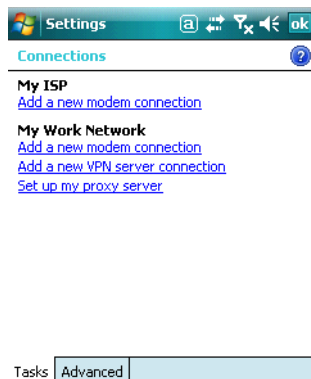 Settings
a
ok
Connections
?
My ISP
Add a new modem connection
My Work Network
Add a new modem connection
Add a new VPN server connection
Set up my proxy server
Tasks Advanced